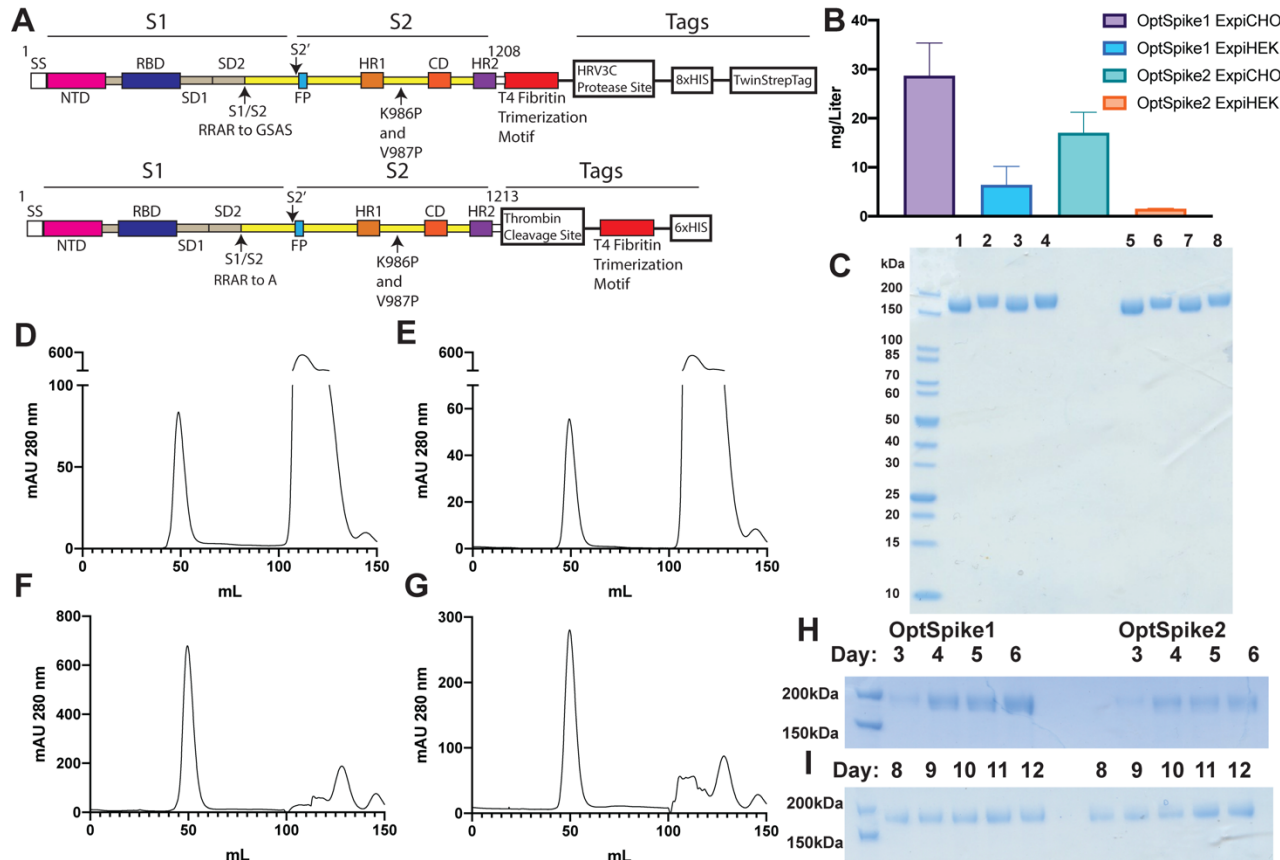 A
S1
S2
Tags
1
1208
SS
NTD
RBD
SD1
SD2
S1/S2
RRAR to GSAS
S2'
FP
HR1
K986P
and
V987P
CD
HR2
T4 Fibritin
Trimerization
Motif
HRV3C
Protease Site
8xHIS
TwinStrepTag
S1
S2
Tags
1
1213
SS
NTD
RBD
SD1
SD2
S1/S2
RRAR to A
S2'
FP
HR1
K986P
and
V987P
CD
HR2
Thrombin
Cleavage Site
T4 Fibritin
Trimerization
Motif
6xHIS
B
mg/Liter
40
30
20
10
0
OptSpike1 ExpiCHO
OptSpike1 ExpiHEK
OptSpike2 ExpiCHO
OptSpike2 ExpiHEK
C
kDa
1 2 3 4 5 6 7 8
200
150
100
85
70
60
50
40
30
25
20
15
10
D
mAU 280 nm
600
100
50
0
0 50 100 150
mL
E
mAU 280 nm
600
60
40
20
0
0 50 100 150
mL
F
mAU 280 nm
800
600
400
200
0
0 50 100 150
mL
G
mAU 280 nm
300
200
100
0
0 50 100 150
mL
H
OptSpike1 OptSpike2
Day: 3 4 5 6 3 4 5 6
200kDa
150kDa
I
Day: 8 9 10 11 12 8 9 10 11 12
200kDa
150kDa